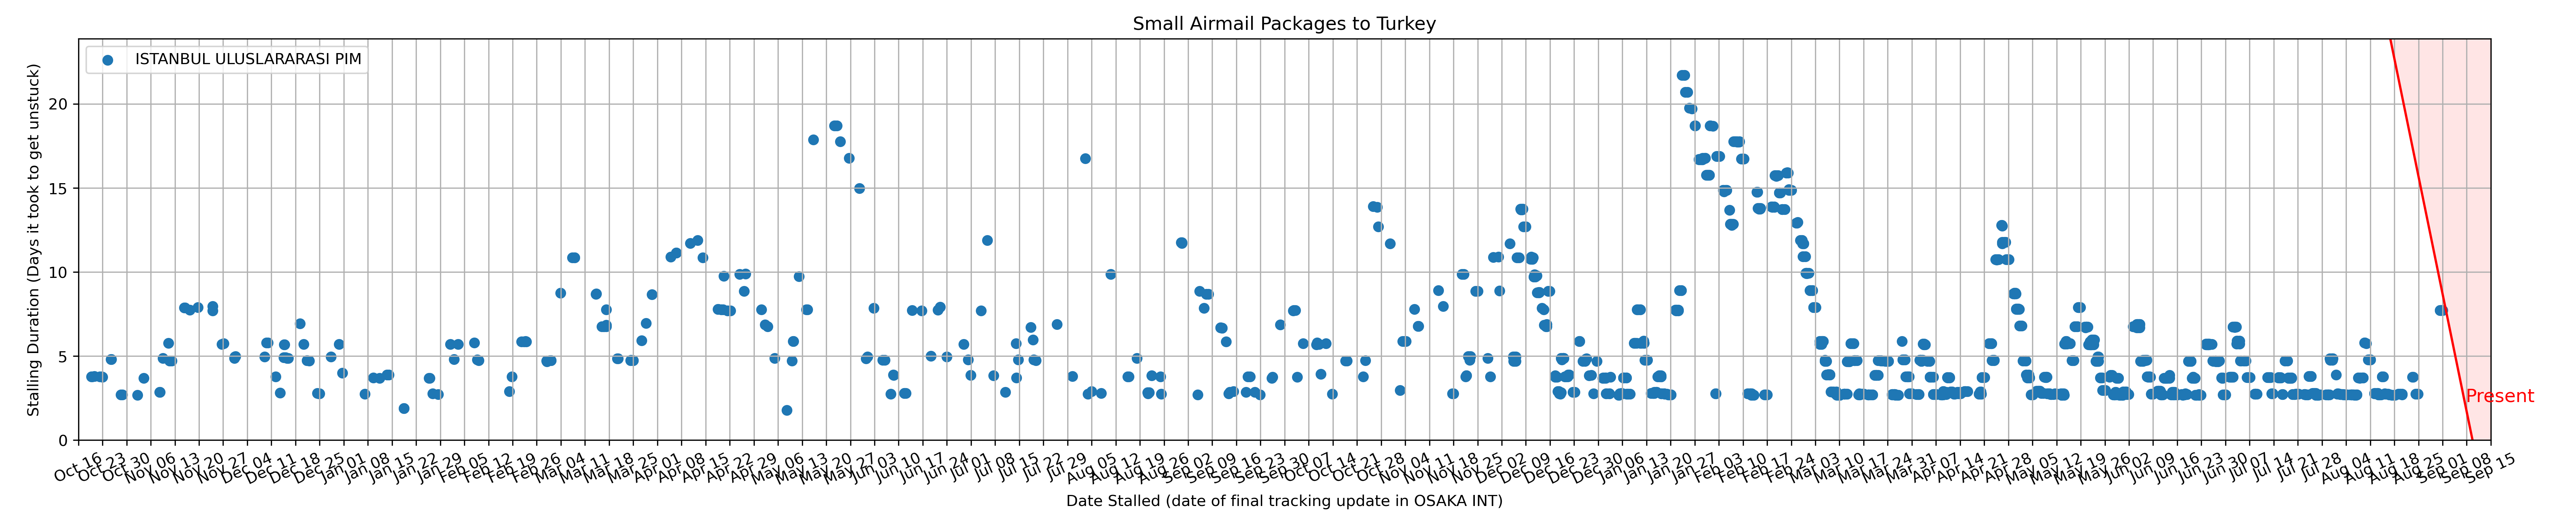 Small Airmail Packages to Turkey
ISTANBUL ULUSLARARASI PIM
Stalling Duration (Days it took to get unstuck)
20
15
10
5
0
Present
Oct 16
Oct 23
Oct 30
Nov 06
Nov 13
Nov 20
Nov 27
Dec 04
Dec 11
Dec 18
Dec 25
Jan 01
Jan 08
Jan 15
Jan 22
Jan 29
Feb 05
Feb 12
Feb 19
Feb 26
Mar 04
Mar 11
Mar 18
Mar 25
Apr 01
Apr 08
Apr 15
Apr 22
Apr 29
May 06
May 13
May 20
May 27
Jun 03
Jun 10
Jun 17
Jun 24
Jul 01
Jul 08
Jul 15
Jul 22
Jul 29
Aug 05
Aug 12
Aug 19
Aug 26
Sep 02
Sep 09
Sep 16
Sep 23
Sep 30
Oct 07
Oct 14
Oct 21
Oct 28
Nov 04
Nov 11
Nov 18
Nov 25
Dec 02
Dec 09
Dec 16
Dec 23
Dec 30
Jan 06
Jan 13
Jan 20
Jan 27
Feb 03
Feb 10
Feb 17
Feb 24
Mar 03
Mar 10
Mar 17
Mar 24
Mar 31
Apr 07
Apr 14
Apr 21
Apr 28
May 05
May 12
May 19
May 26
Jun 02
Jun 09
Jun 16
Jun 23
Jun 30
Jul 07
Jul 14
Jul 21
Jul 28
Aug 04
Aug 11
Aug 18
Aug 25
Sep 01
Sep 08
Sep 15
Date Stalled (date of final tracking update in OSAKA INT)